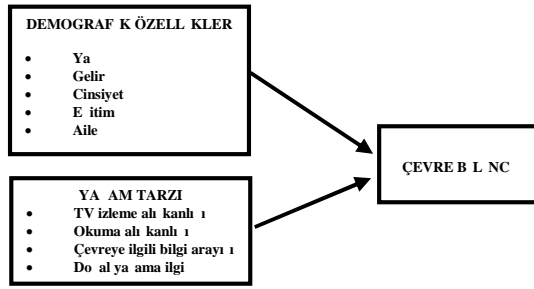 DEMOGRAF K ÖZELL KLER
• Ya
• Gelir
• Cinsiyet
• E itim
• Aile
YA AM TARZI
• TV izleme alı kanlı ı
• Okuma alı kanlı ı
• Çevreye ilgili bilgi arayı ı
• Do al ya ama ilgi
ÇEVRE B L NC